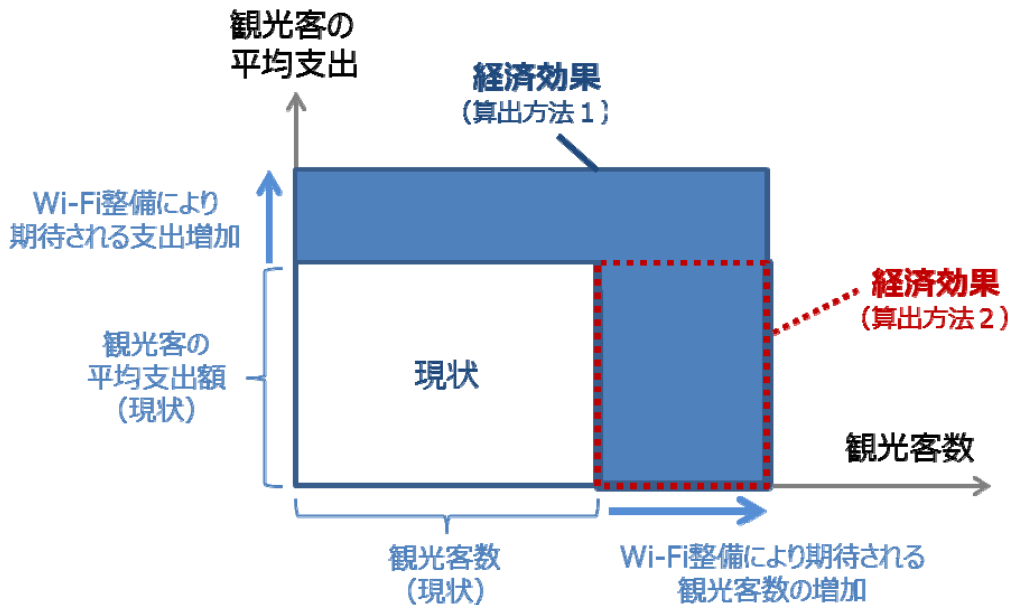 観光客の
平均支出
経済効果
(算出方法1)
Wi-Fi整備により
期待される支出増加
経済効果
(算出方法2)
観光客の
平均支出額
(現状)
現状
観光客数
観光客数
(現状)
Wi-Fi整備により期待される
観光客数の増加